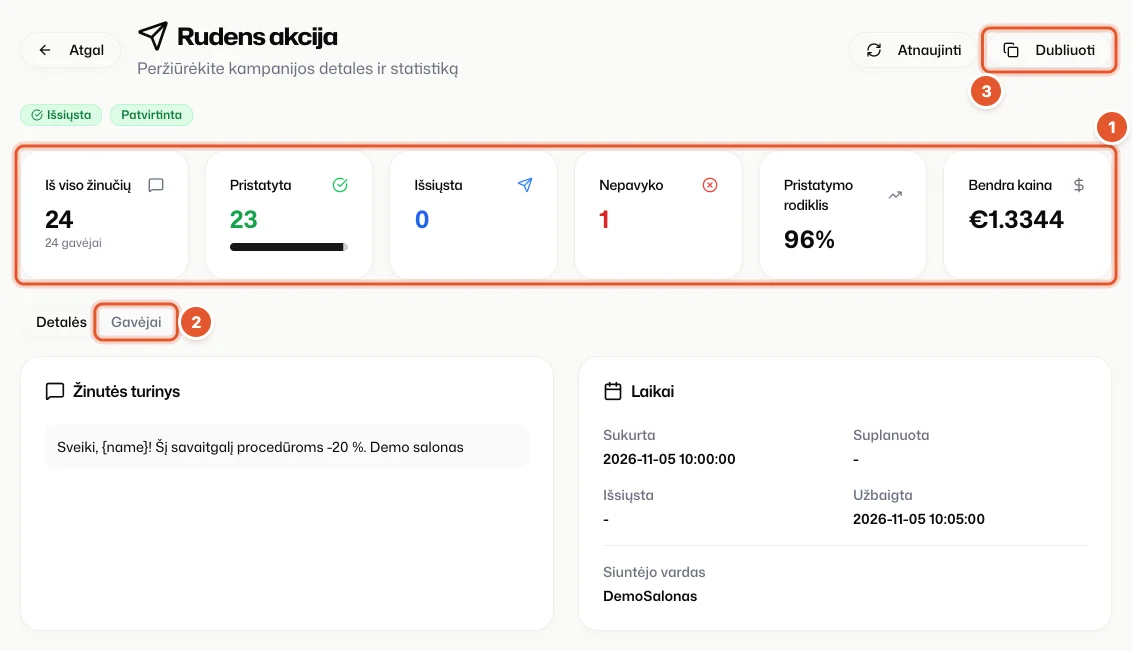 Atgal
Rudens akcija
Peržiūrėkite kampanijos detales ir statistiką
Atnaujinti
Dubliuoti
3
Išsiųsta
Patvirtinta
1
Iš viso žinučių
24
24 gavėjai
Pristatyta
23
Išsiųsta
0
Nepavyko
1
Pristatymo
rodiklis
96%
Bendra kaina
€1.3344
Detalės
Gavėjai
2
Žinutės turinys
Sveiki, {name}! Šį savaitgalį procedūroms -20 %. Demo salonas
Laikai
Sukurta
2026-11-05 10:00:00
Suplanuota
-
Išsiųsta
-
Užbaigta
2026-11-05 10:05:00
Siuntėjo vardas
DemoSalonas